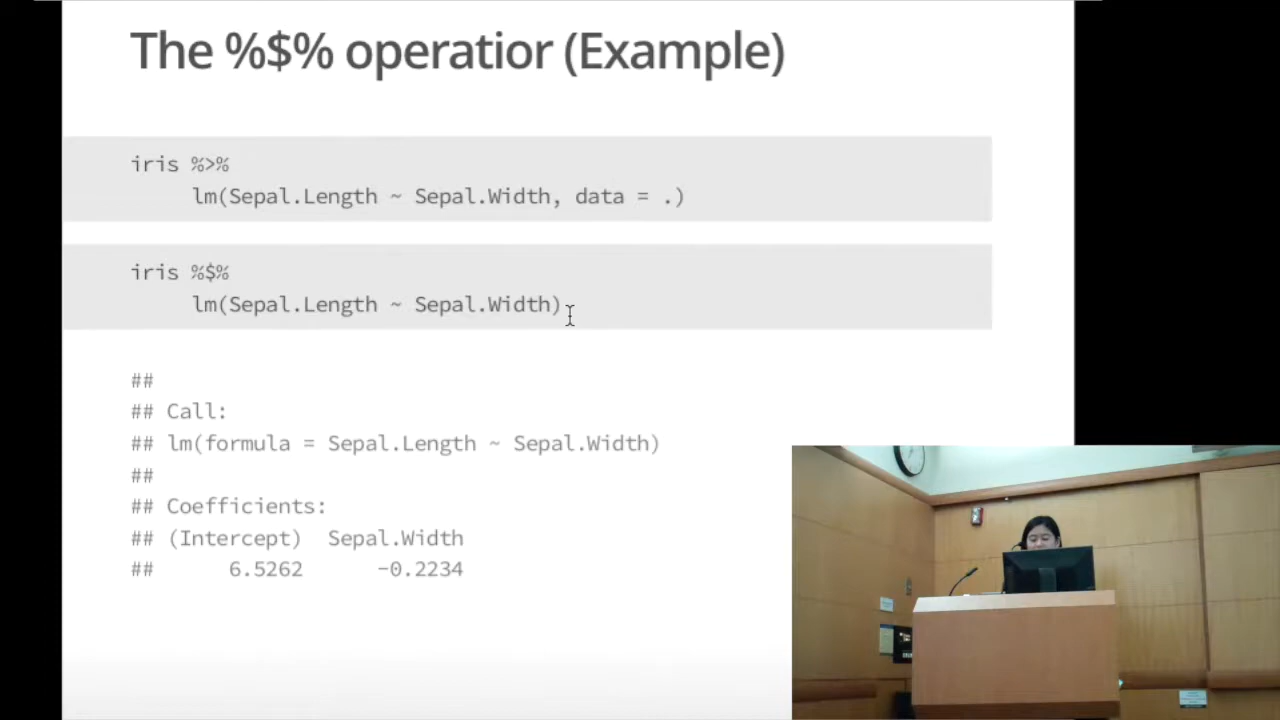 The %$% operatior (Example)
iris %>%
lm(Sepal.Length ~ Sepal.Width, data = .)
iris %$%
lm(Sepal.Length ~ Sepal.Width)
##
## Call:
## lm(formula = Sepal.Length ~ Sepal.Width)
##
## Coefficients:
## (Intercept)  Sepal.Width
##      6.5262      -0.2234